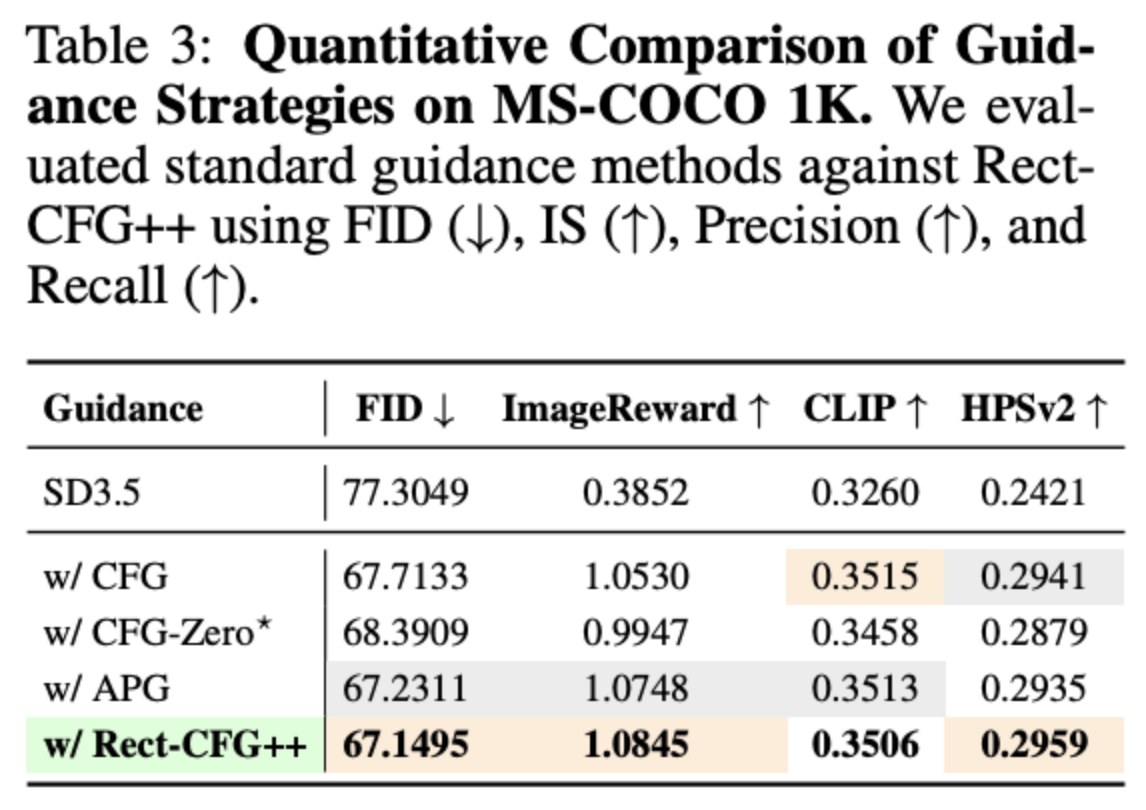 Table 3: Quantitative Comparison of Guid-
ance Strategies on MS-COCO 1K. We eval-
uated standard guidance methods against Rect-
CFG++ using FID (↓), IS (↑), Precision (↑), and
Recall (↑).
Guidance FID ↓ ImageReward ↑ CLIP ↑ HPSv2 ↑
SD3.5 77.3049 0.3852 0.3260 0.2421
w/ CFG 67.7133 1.0530 0.3515 0.2941
w/ CFG-Zero* 68.3909 0.9947 0.3458 0.2879
w/ APG 67.2311 1.0748 0.3513 0.2935
w/ Rect-CFG++ 67.1495 1.0845 0.3506 0.2959